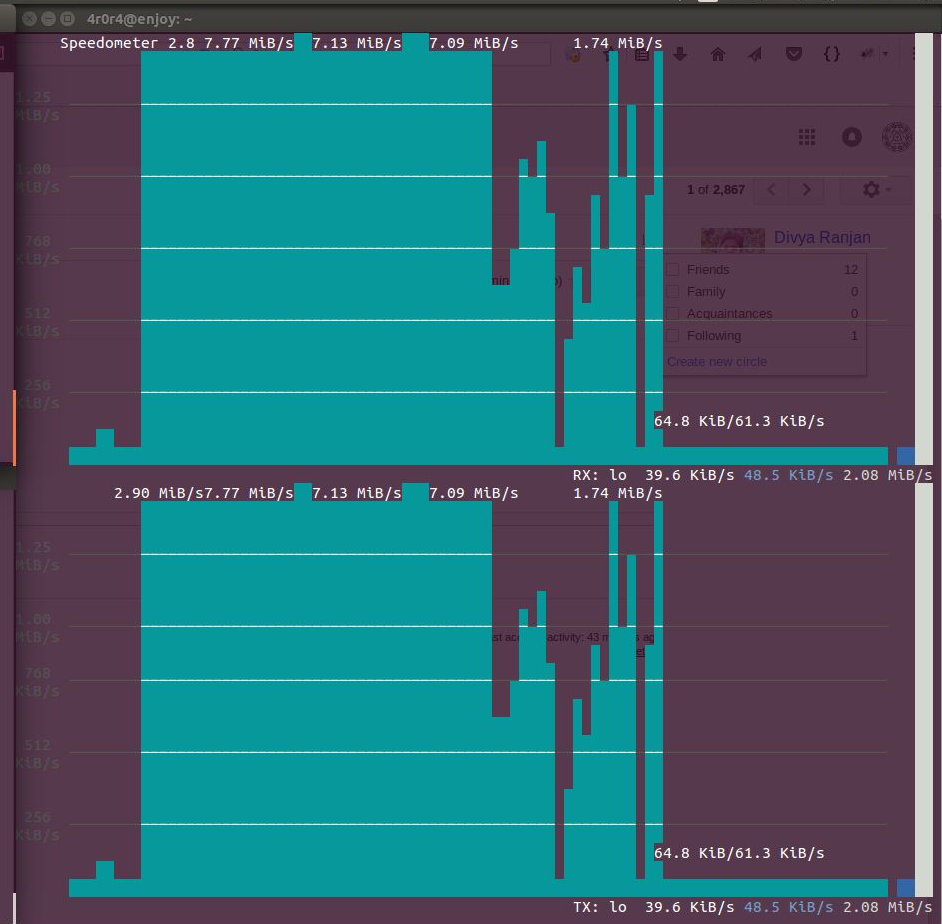 4r0r4@enjoy: ~
Speedometer 2.8 7.77 MiB/s 7.13 MiB/s 7.09 MiB/s 1.74 MiB/s
1.25
MiB/s
1.00
MiB/s
1 of 2,867
768
KiB/s
Divya Ranjan
Friends 12
Family 0
512
KiB/s
Acquaintances 0
Following 1
Create new circle
256
KiB/s
64.8 KiB/61.3 KiB/s
RX: lo 39.6 KiB/s 48.5 KiB/s 2.08 MiB/s
2.90 MiB/s7.77 MiB/s 7.13 MiB/s 7.09 MiB/s 1.74 MiB/s
1.25
MiB/s
1.00
MiB/s
activity: 43
768
KiB/s
512
KiB/s
256
KiB/s
64.8 KiB/61.3 KiB/s
TX: lo 39.6 KiB/s 48.5 KiB/s 2.08 MiB/s